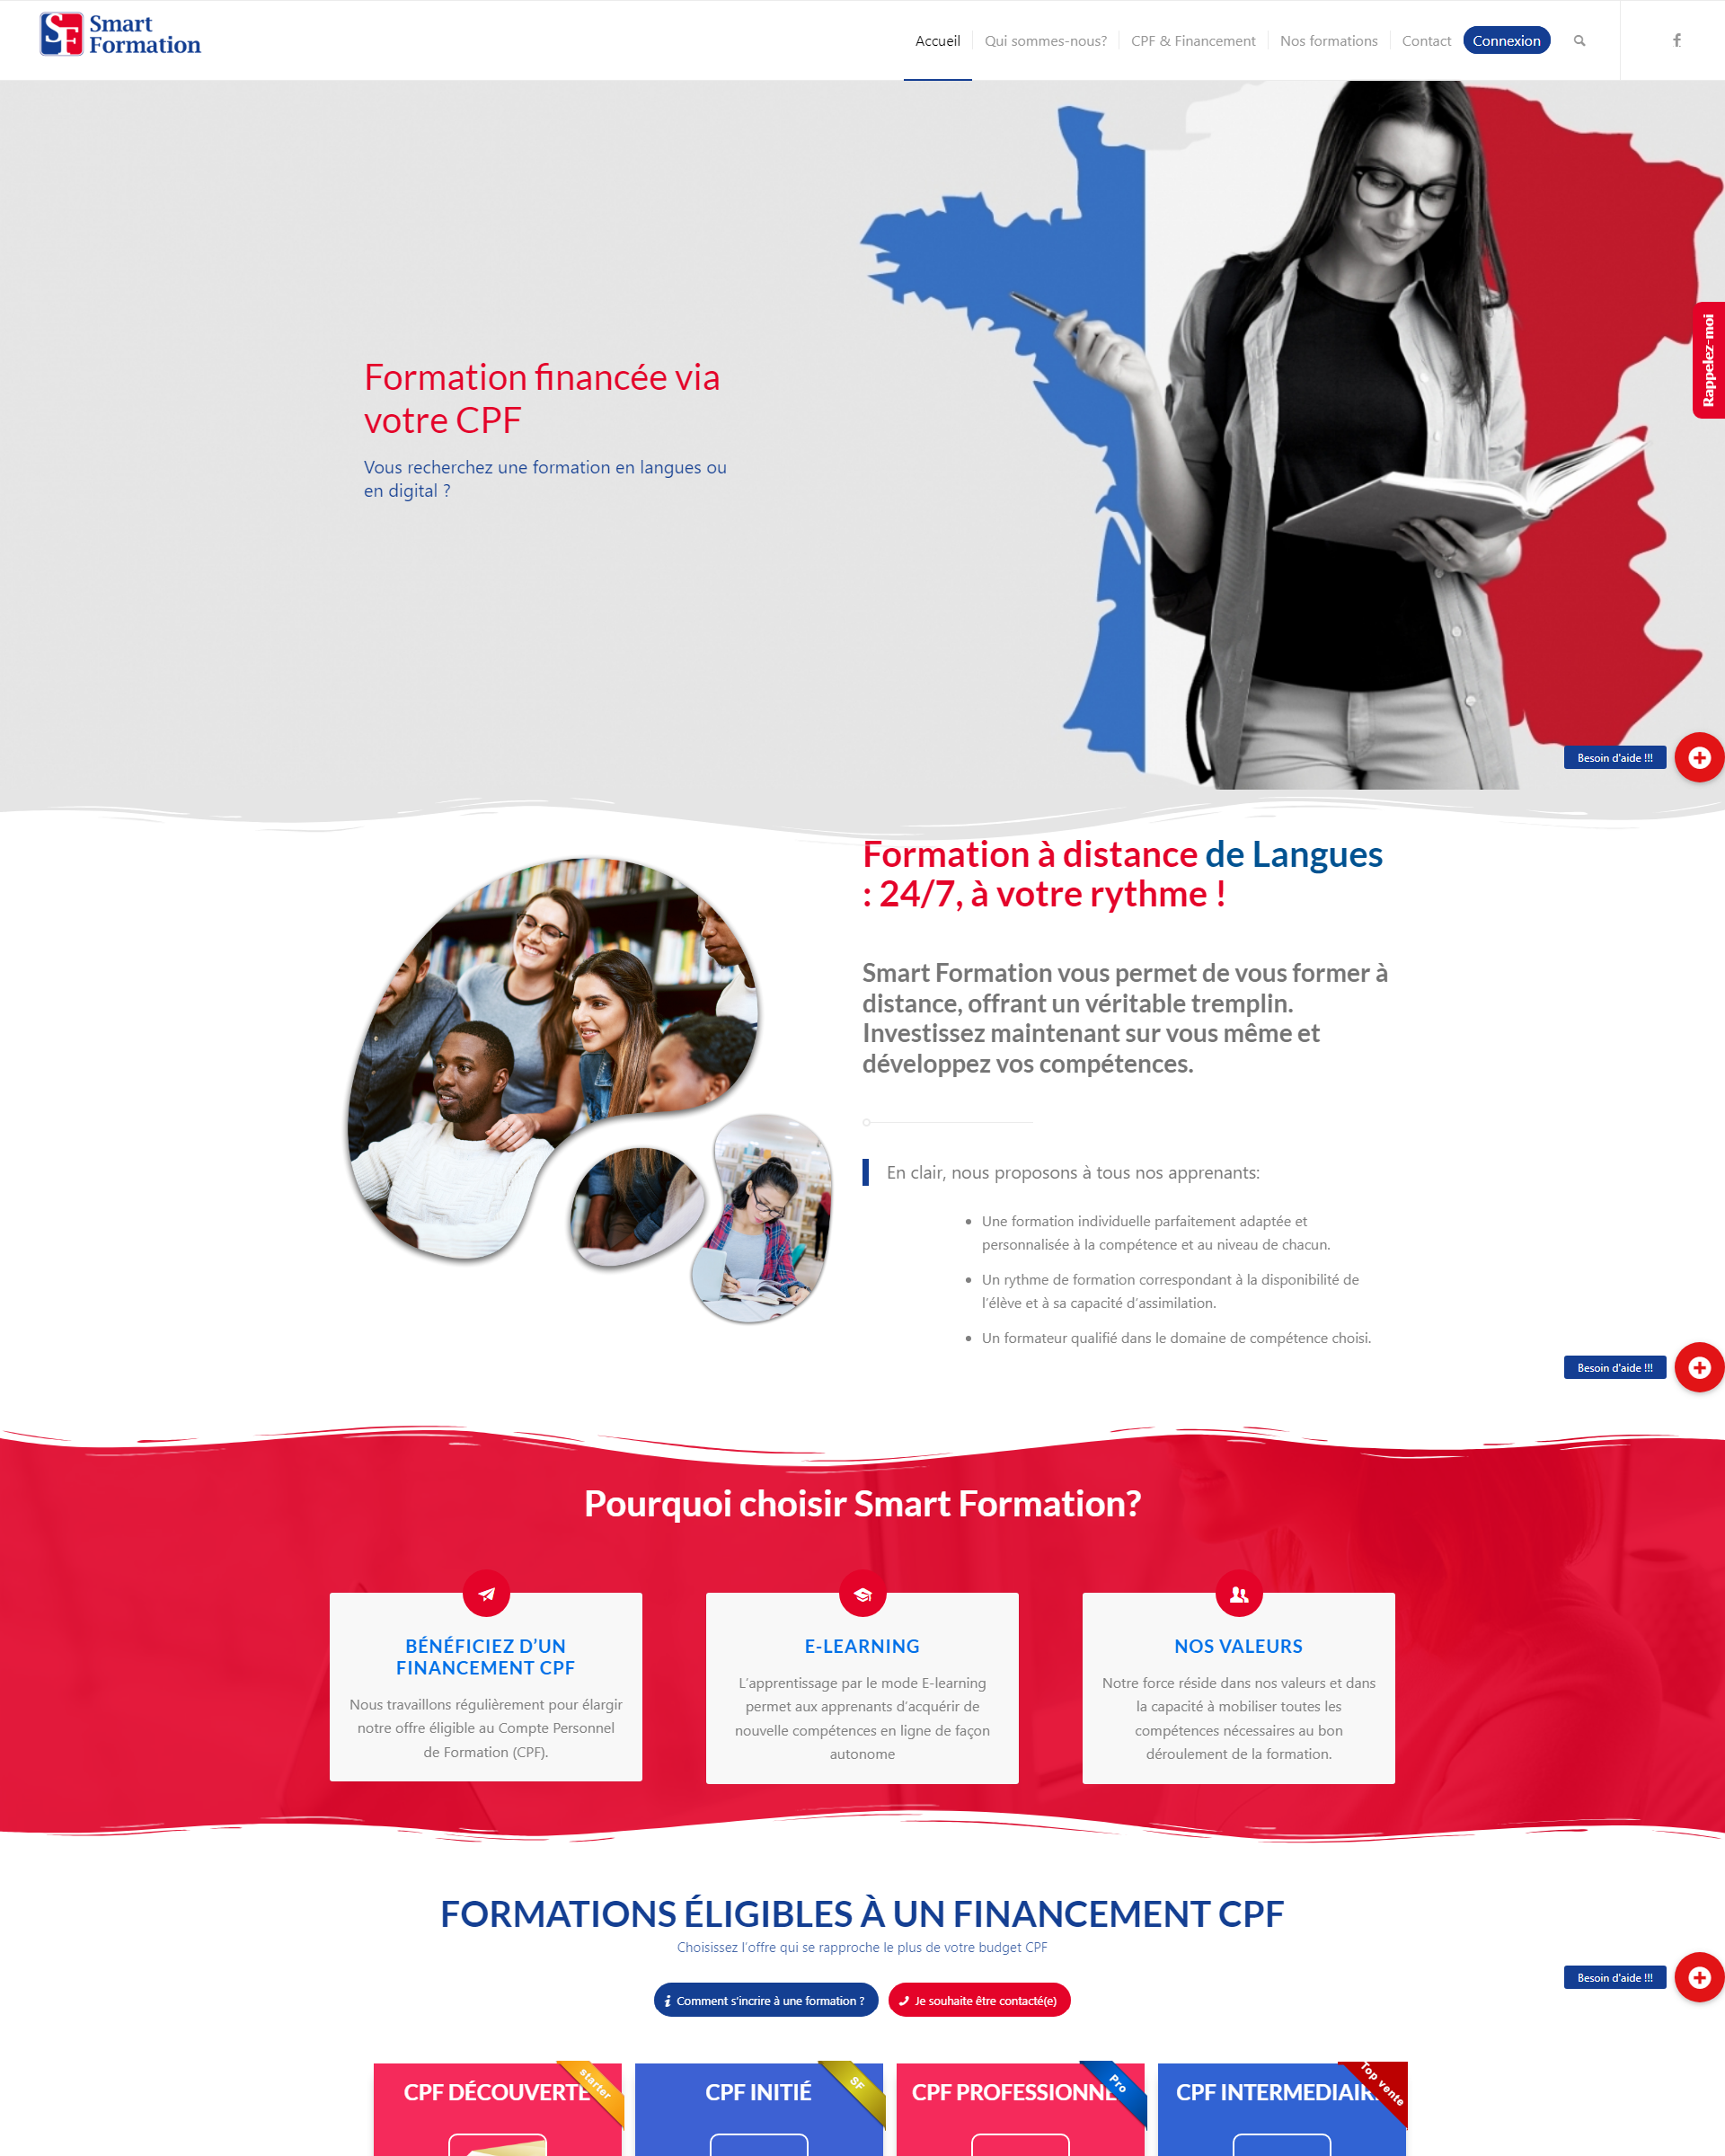 SF Smart
Formation
Accueil
Qui sommes-nous?
CPF & Financement
Nos formations
Contact
Connexion
Formation financée via
votre CPF
Vous recherchez une formation en langues ou
en digital ?
Rappelez-moi
Besoin d'aide !!!
Formation à distance de Langues
: 24/7, à votre rythme !
Smart Formation vous permet de vous former à
distance, offrant un véritable tremplin.
Investissez maintenant sur vous même et
développez vos compétences.
En clair, nous proposons à tous nos apprenants:
Une formation individuelle parfaitement adaptée et
personnalisée à la compétence et au niveau de chacun.
Un rythme de formation correspondant à la disponibilité de
l'élève et à sa capacité d'assimilation.
Un formateur qualifié dans le domaine de compétence choisi.
Besoin d'aide !!!
Pourquoi choisir Smart Formation?
BÉNÉFICIEZ D'UN
FINANCEMENT CPF
Nous travaillons régulièrement pour élargir
notre offre éligible au Compte Personnel
de Formation (CPF).
E-LEARNING
L'apprentissage par le mode E-learning
permet aux apprenants d'acquérir de
nouvelle compétences en ligne de façon
autonome
NOS VALEURS
Notre force réside dans nos valeurs et dans
la capacité à mobiliser toutes les
compétences nécessaires au bon
déroulement de la formation.
FORMATIONS ÉLIGIBLES À UN FINANCEMENT CPF
Choisissez l'offre qui se rapproche le plus de votre budget CPF
Besoin d'aide !!!
Comment s'incrire à une formation ?
Je souhaite être contacté(e)
CPF DÉCOUVERTE
starter
CPF INITIÉ
SF
CPF PROFESSIONNE
Pro
CPF INTERMEDIAIR
Top vente